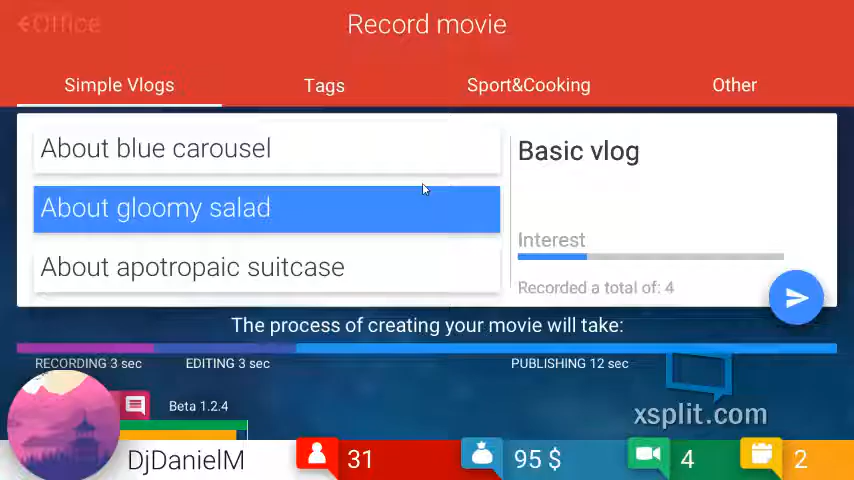 Office
Record movie
Simple Vlogs
Tags
Sport&Cooking
Other
About blue carousel
About gloomy salad
About apotropaic suitcase
Basic vlog
Interest
Recorded a total of: 4
The process of creating your movie will take:
RECORDING 3 sec
EDITING 3 sec
PUBLISHING 12 sec
Beta 1.2.4
xsplit.com
DjDanielM
31
95 $
4
2